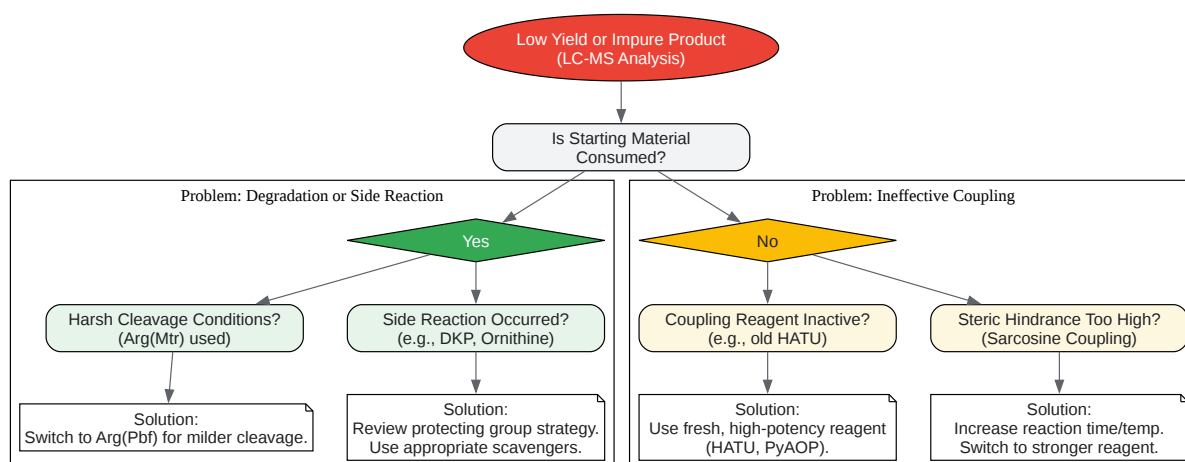 Low Yield or Impure Product
(LC-MS Analysis)
Is Starting Material
Consumed?
Problem: Degradation or Side Reaction
Problem: Ineffective Coupling
Yes
No
Harsh Cleavage Conditions?
(Arg(Mtr) used)
Side Reaction Occurred?
(e.g., DKP, Ornithine)
Coupling Reagent Inactive?
(e.g., old HATU)
Steric Hindrance Too High?
(Sarcosine Coupling)
Solution:
Switch to Arg(Pbf) for milder cleavage.
Solution:
Review protecting group strategy.
Use appropriate scavengers.
Solution:
Use fresh, high-potency reagent
(HATU, PyAOP).
Solution:
Increase reaction time/temp.
Switch to stronger reagent.